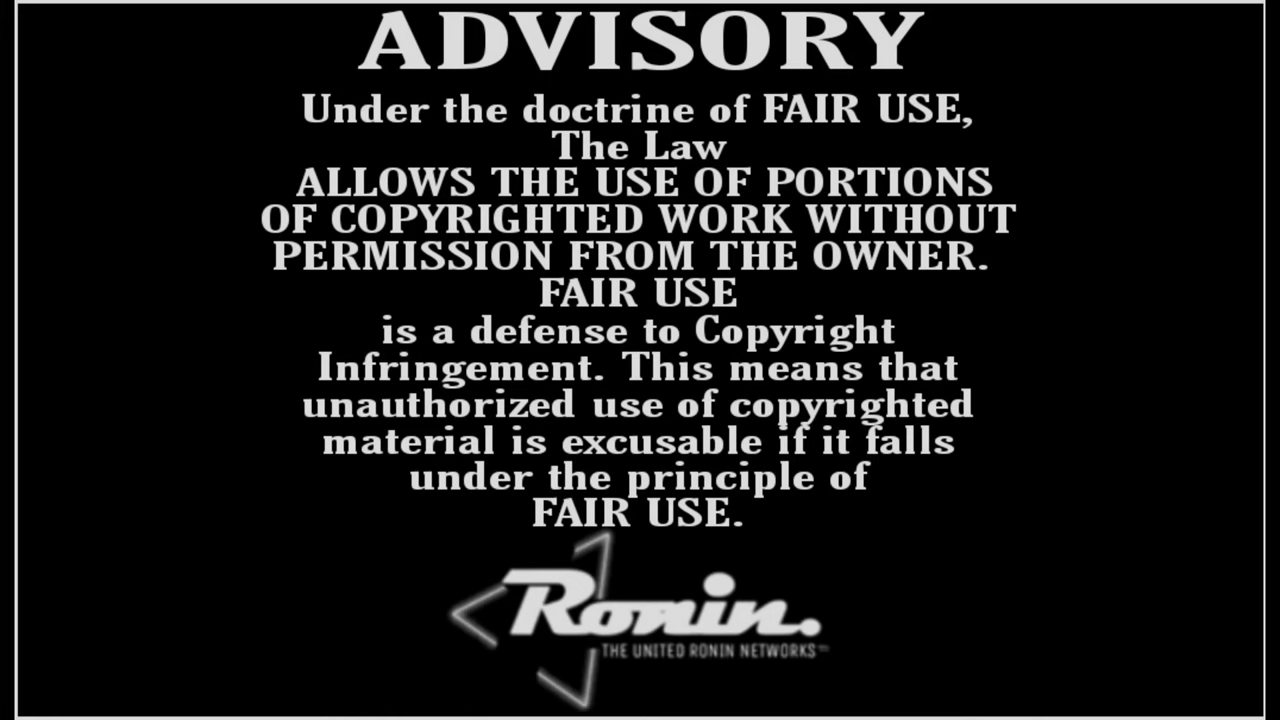 ADVISORY
Under the doctrine of FAIR USE,
The Law
ALLOWS THE USE OF PORTIONS
OF COPYRIGHTED WORK WITHOUT
PERMISSION FROM THE OWNER.
FAIR USE
is a defense to Copyright
Infringement. This means that
unauthorized use of copyrighted
material is excusable if it falls
under the principle of
FAIR USE.
Ronin.
THE UNITED RONIN NETWORKS™